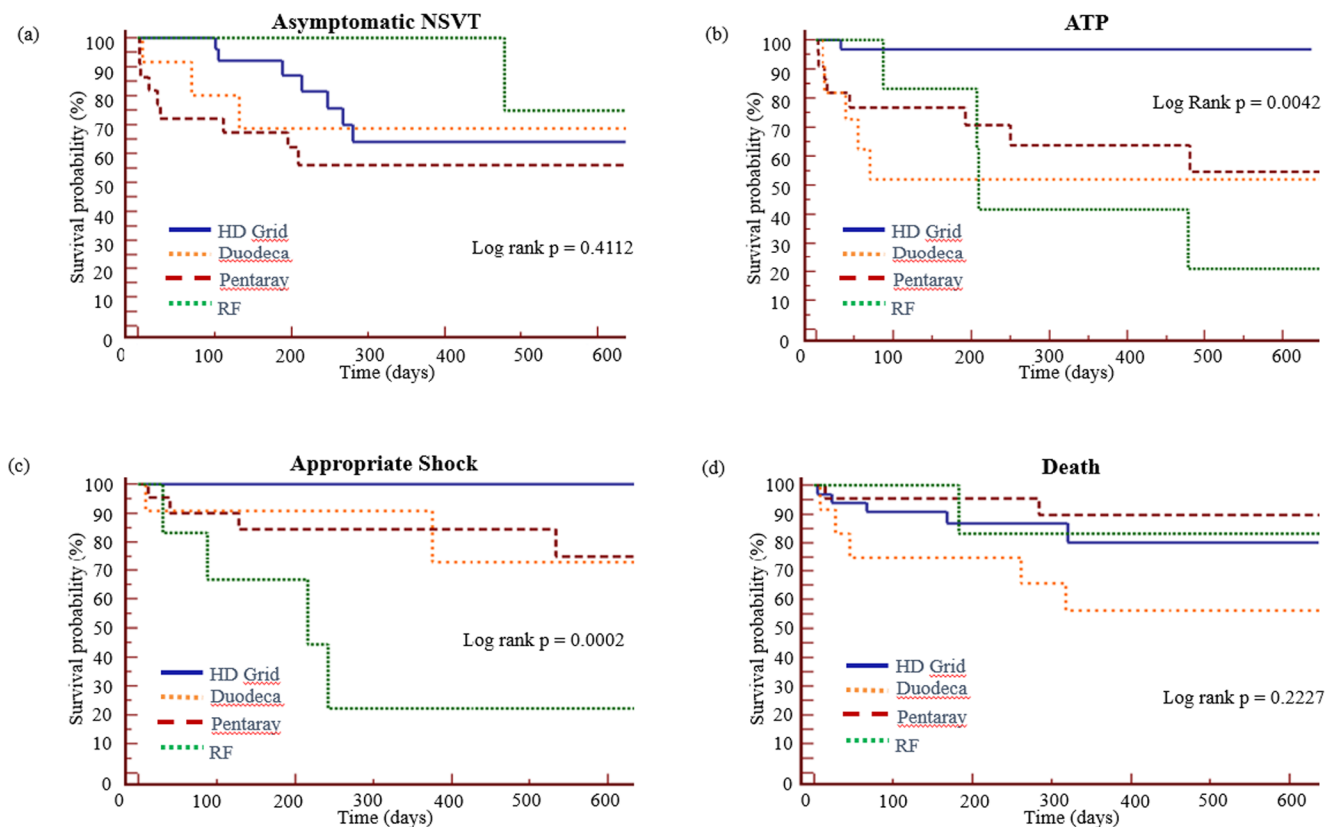 (a)
Asymptomatic NSVT
Survival probability (%)
100
90
80
70
60
50
40
30
20
10
0
HD Grid
Duodeca
Pentaray
RF
Log rank p = 0.4112
0 100 200 300 400 500 600
Time (days)
(b)
ATP
Survival probability (%)
100
90
80
70
60
50
40
30
20
10
0
Log Rank p = 0.0042
HD Grid
Duodeca
Pentaray
RF
0 100 200 300 400 500 600
Time (days)
(c)
Appropriate Shock
Survival probability (%)
100
90
80
70
60
50
40
30
20
10
0
Log rank p = 0.0002
HD Grid
Duodeca
Pentaray
RF
0 100 200 300 400 500 600
Time (days)
(d)
Death
Survival probability (%)
100
90
80
70
60
50
40
30
20
10
0
HD Grid
Duodeca
Pentaray
RF
Log rank p = 0.2227
0 100 200 300 400 500 600
Time (days)